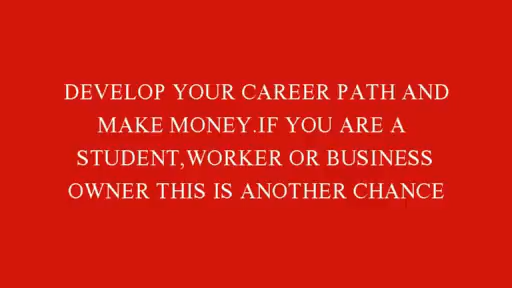 DEVELOP YOUR CAREER PATH AND
MAKE MONEY.IF YOU ARE A
STUDENT,WORKER OR BUSINESS
OWNER THIS IS ANOTHER CHANCE